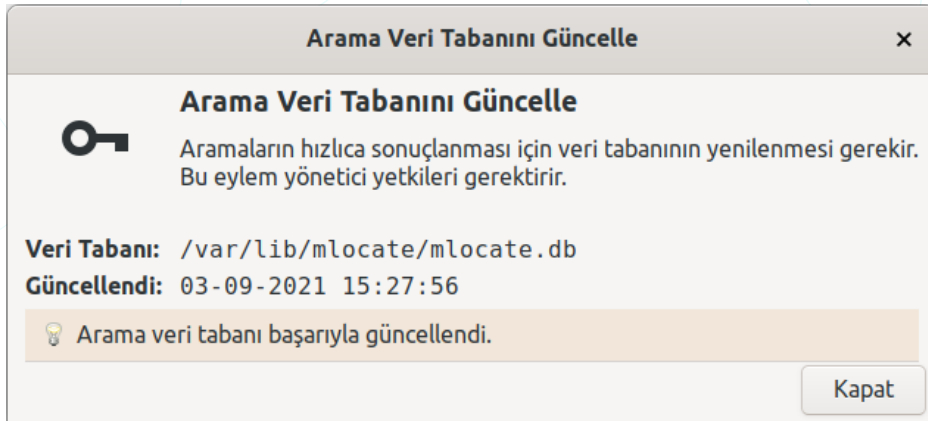 Arama Veri Tabanını Güncelle ×
Arama Veri Tabanını Güncelle
Aramaların hızlıca sonuçlanması için veri tabanının yenilenmesi gerekir.
Bu eylem yönetici yetkileri gerektirir.
Veri Tabanı: /var/lib/mlocate/mlocate.db
Güncellendi: 03-09-2021 15:27:56
Arama veri tabanı başarıyla güncellendi.
Kapat